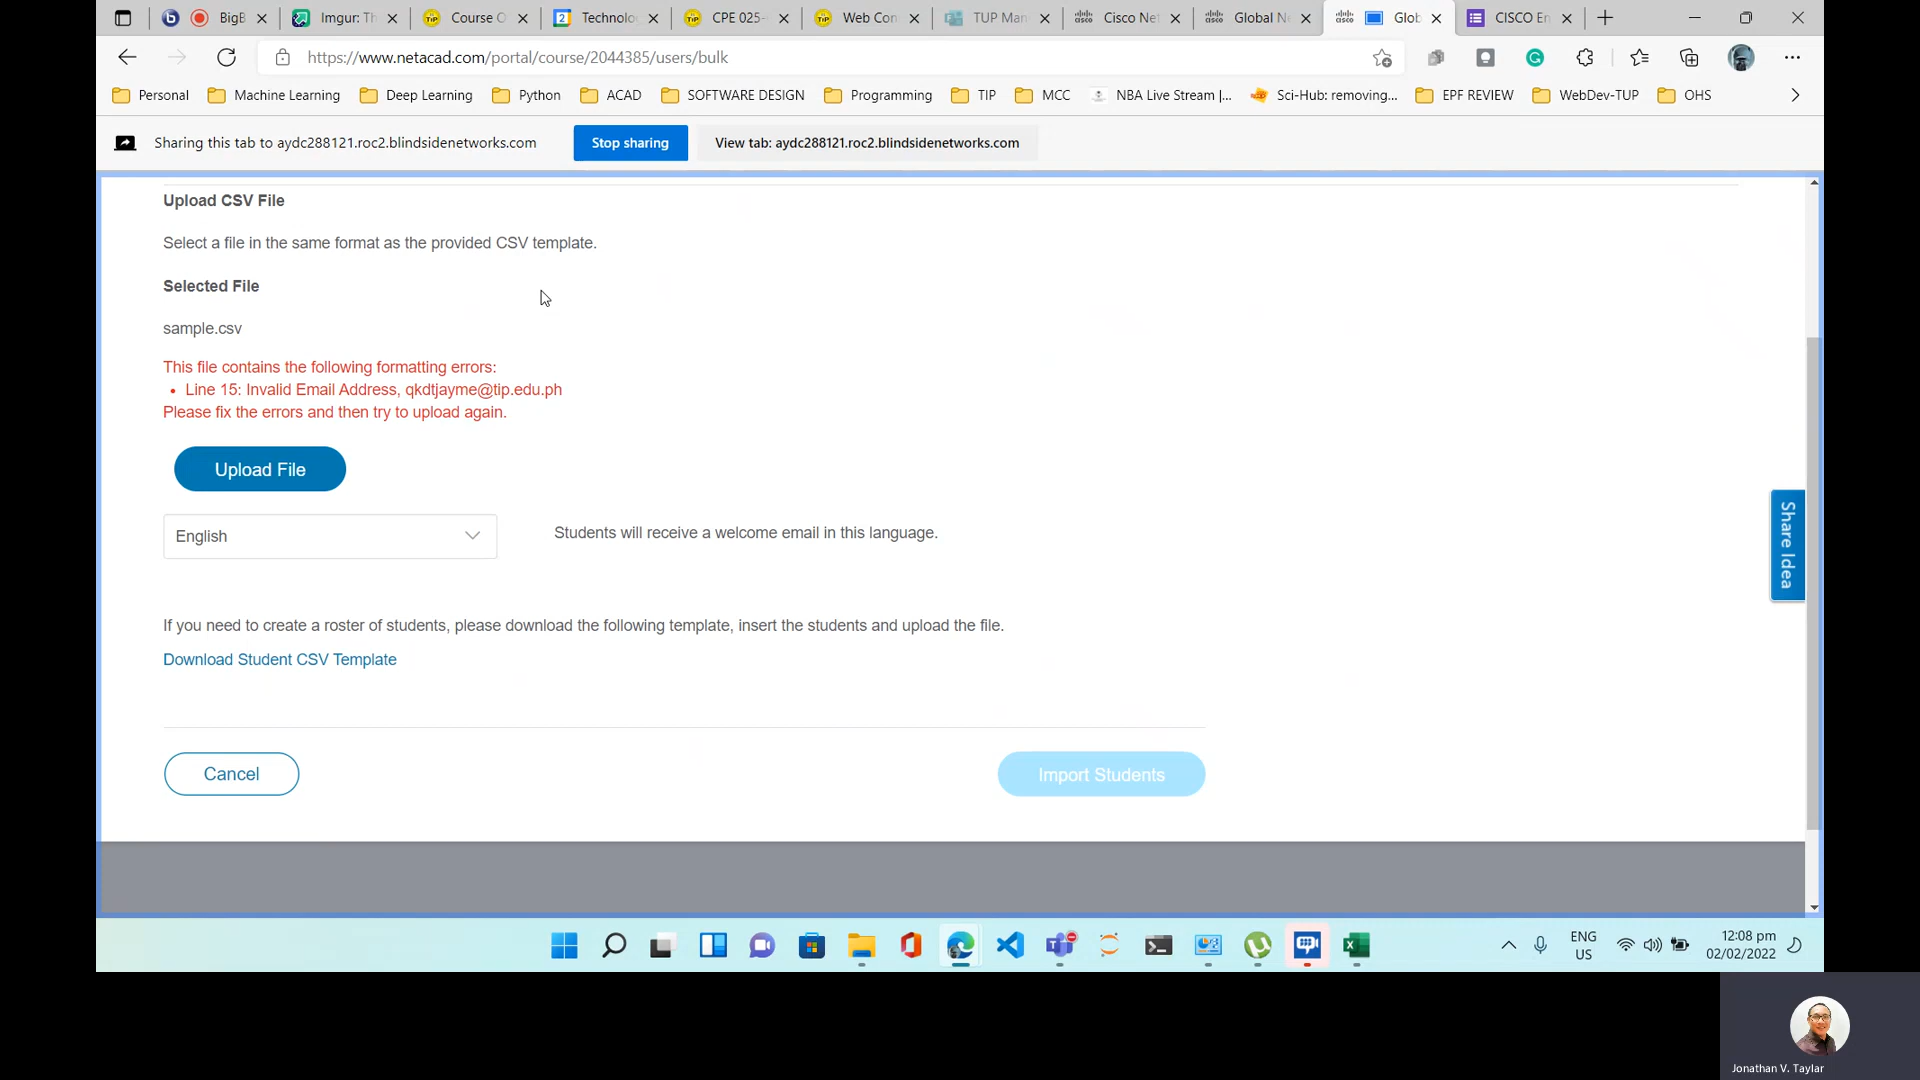 BigB
Imgur: Th
Course O
Technolo
CPE 025-
Web Con
TUP Man
Cisco Net
Global N
Glob
CISCO En
https://www.netacad.com/portal/course/2044385/users/bulk
Personal
Machine Learning
Deep Learning
Python
ACAD
SOFTWARE DESIGN
Programming
TIP
MCC
NBA Live Stream |...
Sci-Hub: removing...
EPF REVIEW
WebDev-TUP
OHS
Sharing this tab to aydc288121.roc2.blindsidenetworks.com
Stop sharing
View tab: aydc288121.roc2.blindsidenetworks.com
Upload CSV File
Select a file in the same format as the provided CSV template.
Selected File
sample.csv
This file contains the following formatting errors:
• Line 15: Invalid Email Address, qkdtjayme@tip.edu.ph
Please fix the errors and then try to upload again.
Upload File
English
Students will receive a welcome email in this language.
Share Idea
If you need to create a roster of students, please download the following template, insert the students and upload the file.
Download Student CSV Template
Cancel
Import Students
ENG
US
12:08 pm
02/02/2022
Jonathan V. Taylar